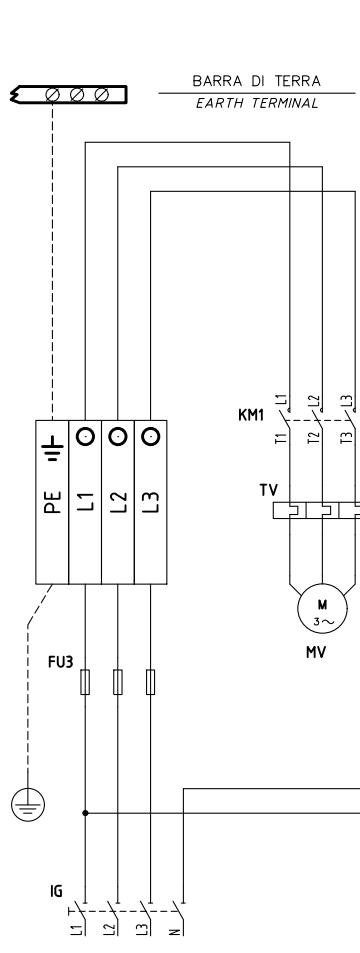 BARRA DI TERRA
EARTH TERMINAL
KM1
L1
L2
L3
T1
T2
T3
PE
L1
L2
L3
TV
M
3~
MV
FU3
IG
L1
L2
L3
N